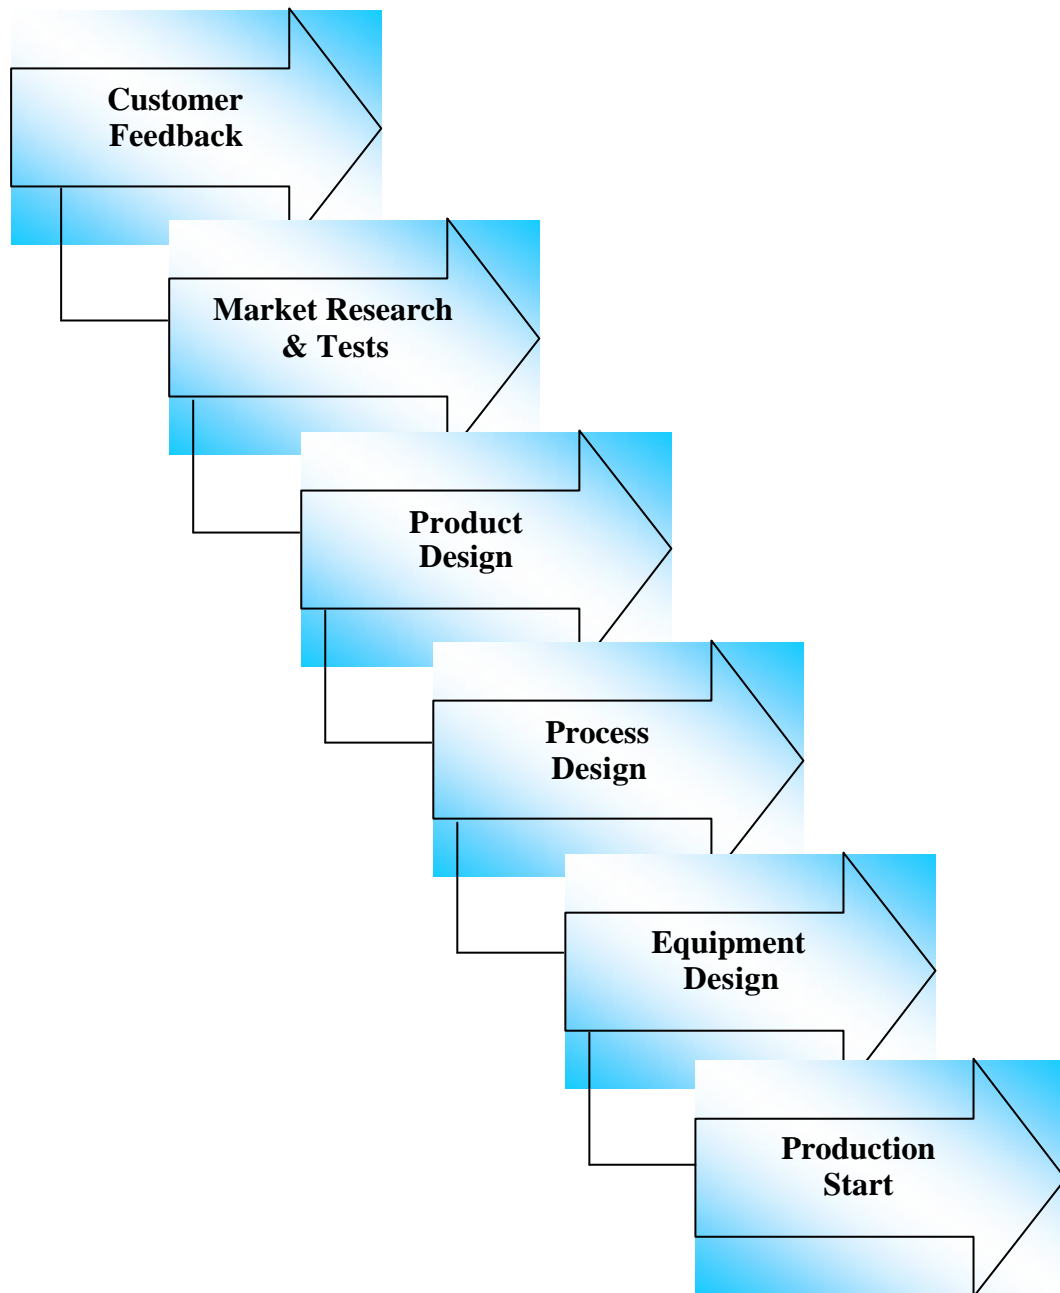 Customer
Feedback
Market Research
& Tests
Product
Design
Process
Design
Equipment
Design
Production
Start